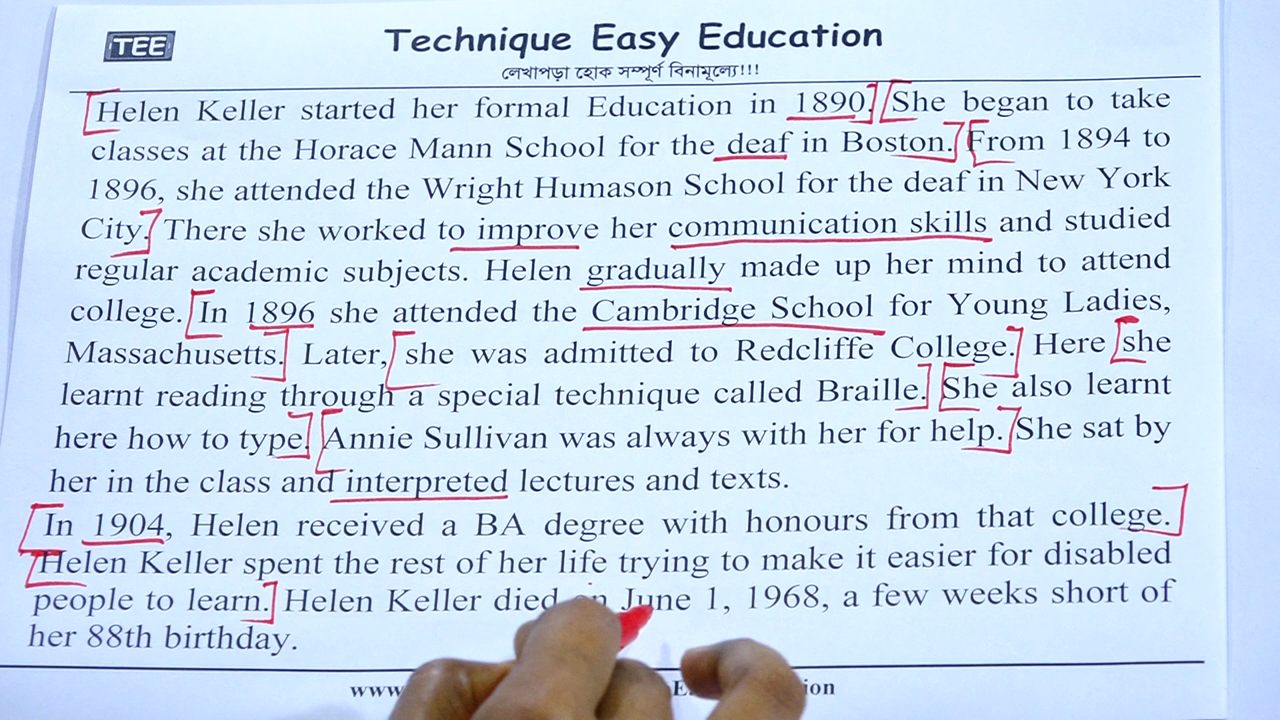 TEE
Technique Easy Education
লেখাপড়া হোক সম্পূর্ণ বিনামূল্যে!!!
Helen Keller started her formal Education in 1890. She began to take
classes at the Horace Mann School for the deaf in Boston. From 1894 to
1896, she attended the Wright Humason School for the deaf in New York
City. There she worked to improve her communication skills and studied
regular academic subjects. Helen gradually made up her mind to attend
college. In 1896 she attended the Cambridge School for Young Ladies,
Massachusetts. Later, she was admitted to Redcliffe College. Here she
learnt reading through a special technique called Braille. She also learnt
here how to type. Annie Sullivan was always with her for help. She sat by
her in the class and interpreted lectures and texts.
In 1904, Helen received a BA degree with honours from that college.
Helen Keller spent the rest of her life trying to make it easier for disabled
people to learn. Helen Keller died June 1, 1968, a few weeks short of
her 88th birthday.
www